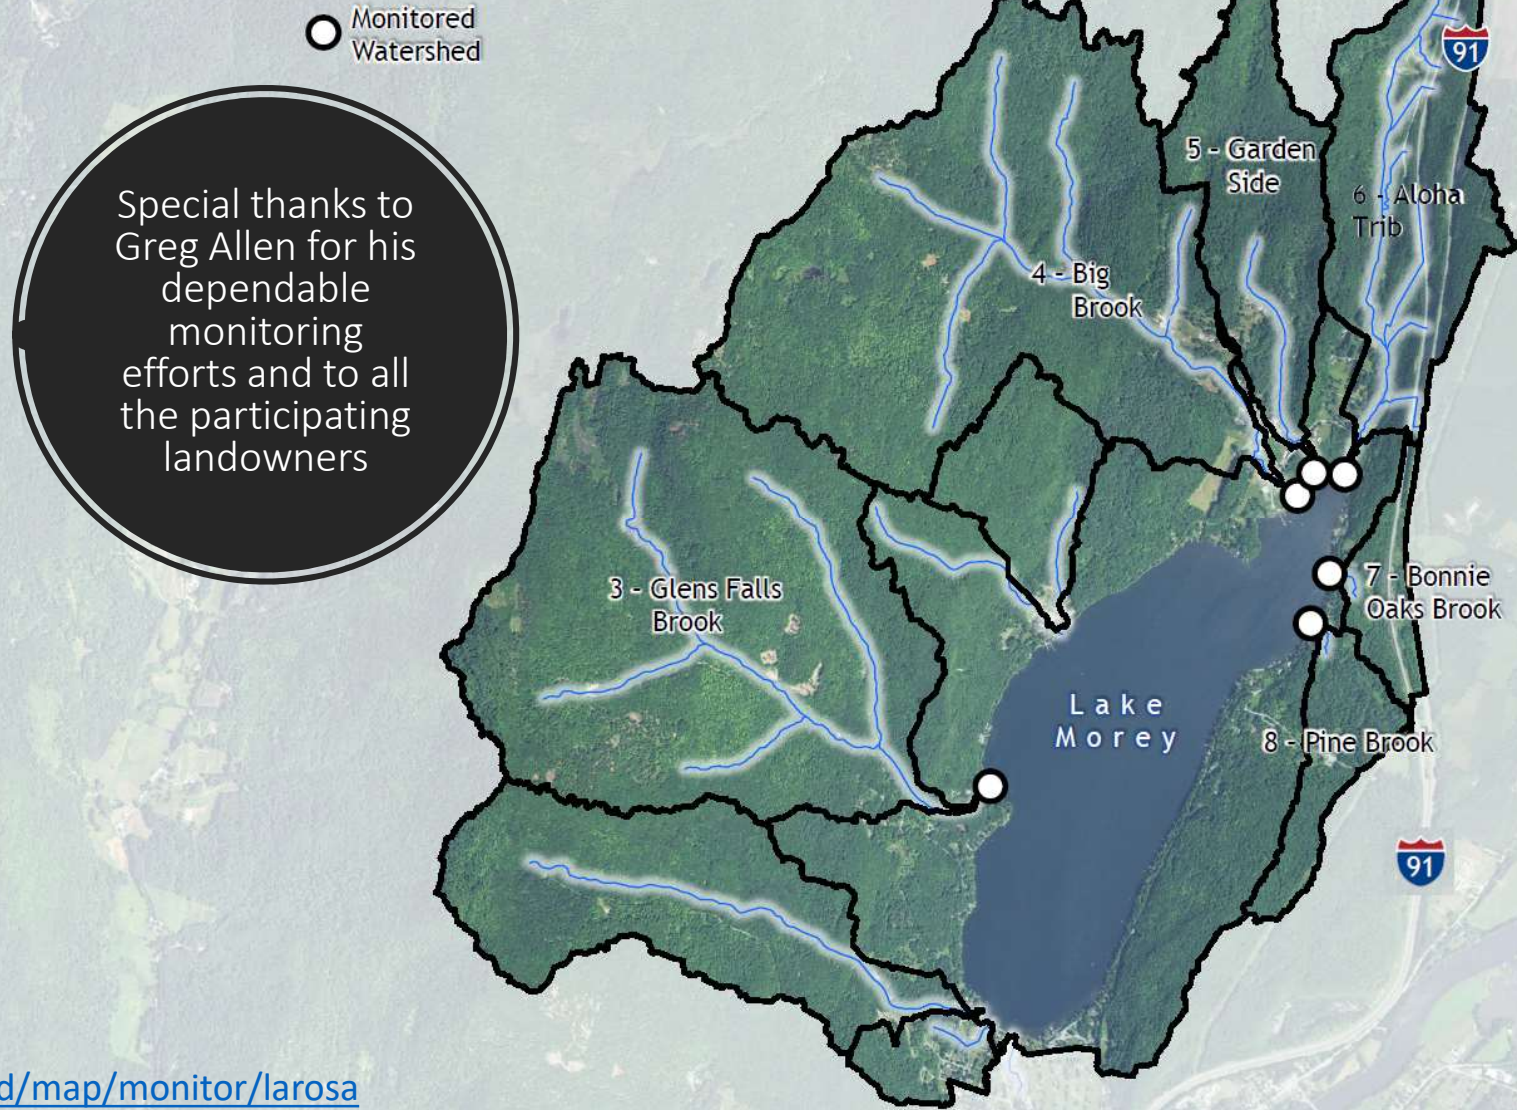 Monitored
Watershed
91
Special thanks to
Greg Allen for his
dependable
monitoring
efforts and to all
the participating
landowners
5 - Garden
Side
6 - Aloha
Trib
4 - Big
Brook
3 - Glens Falls
Brook
7 - Bonnie
Oaks Brook
Lake
Morey
8 - Pine Brook
91
d/map/monitor/larosa